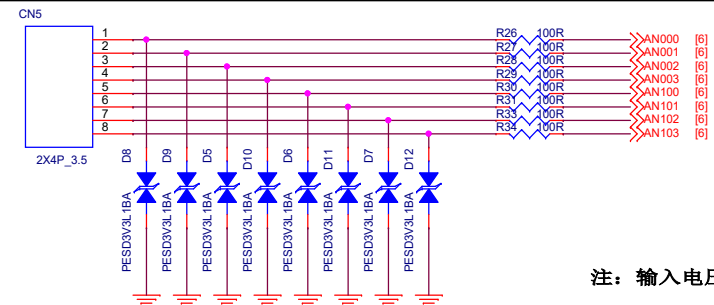 CN5
1
2
3
4
5
6
7
8
2X4P_3.5
R26 100R AN000 [6]
R27 100R AN001 [6]
R28 100R AN002 [6]
R29 100R AN003 [6]
R30 100R AN100 [6]
R31 100R AN101 [6]
R33 100R AN102 [6]
R34 100R AN103 [6]
D8
D9
D5
D10
D6
D11
D7
D12
PESD3V3L1BA
PESD3V3L1BA
PESD3V3L1BA
PESD3V3L1BA
PESD3V3L1BA
PESD3V3L1BA
PESD3V3L1BA
PESD3V3L1BA
注：输入电压